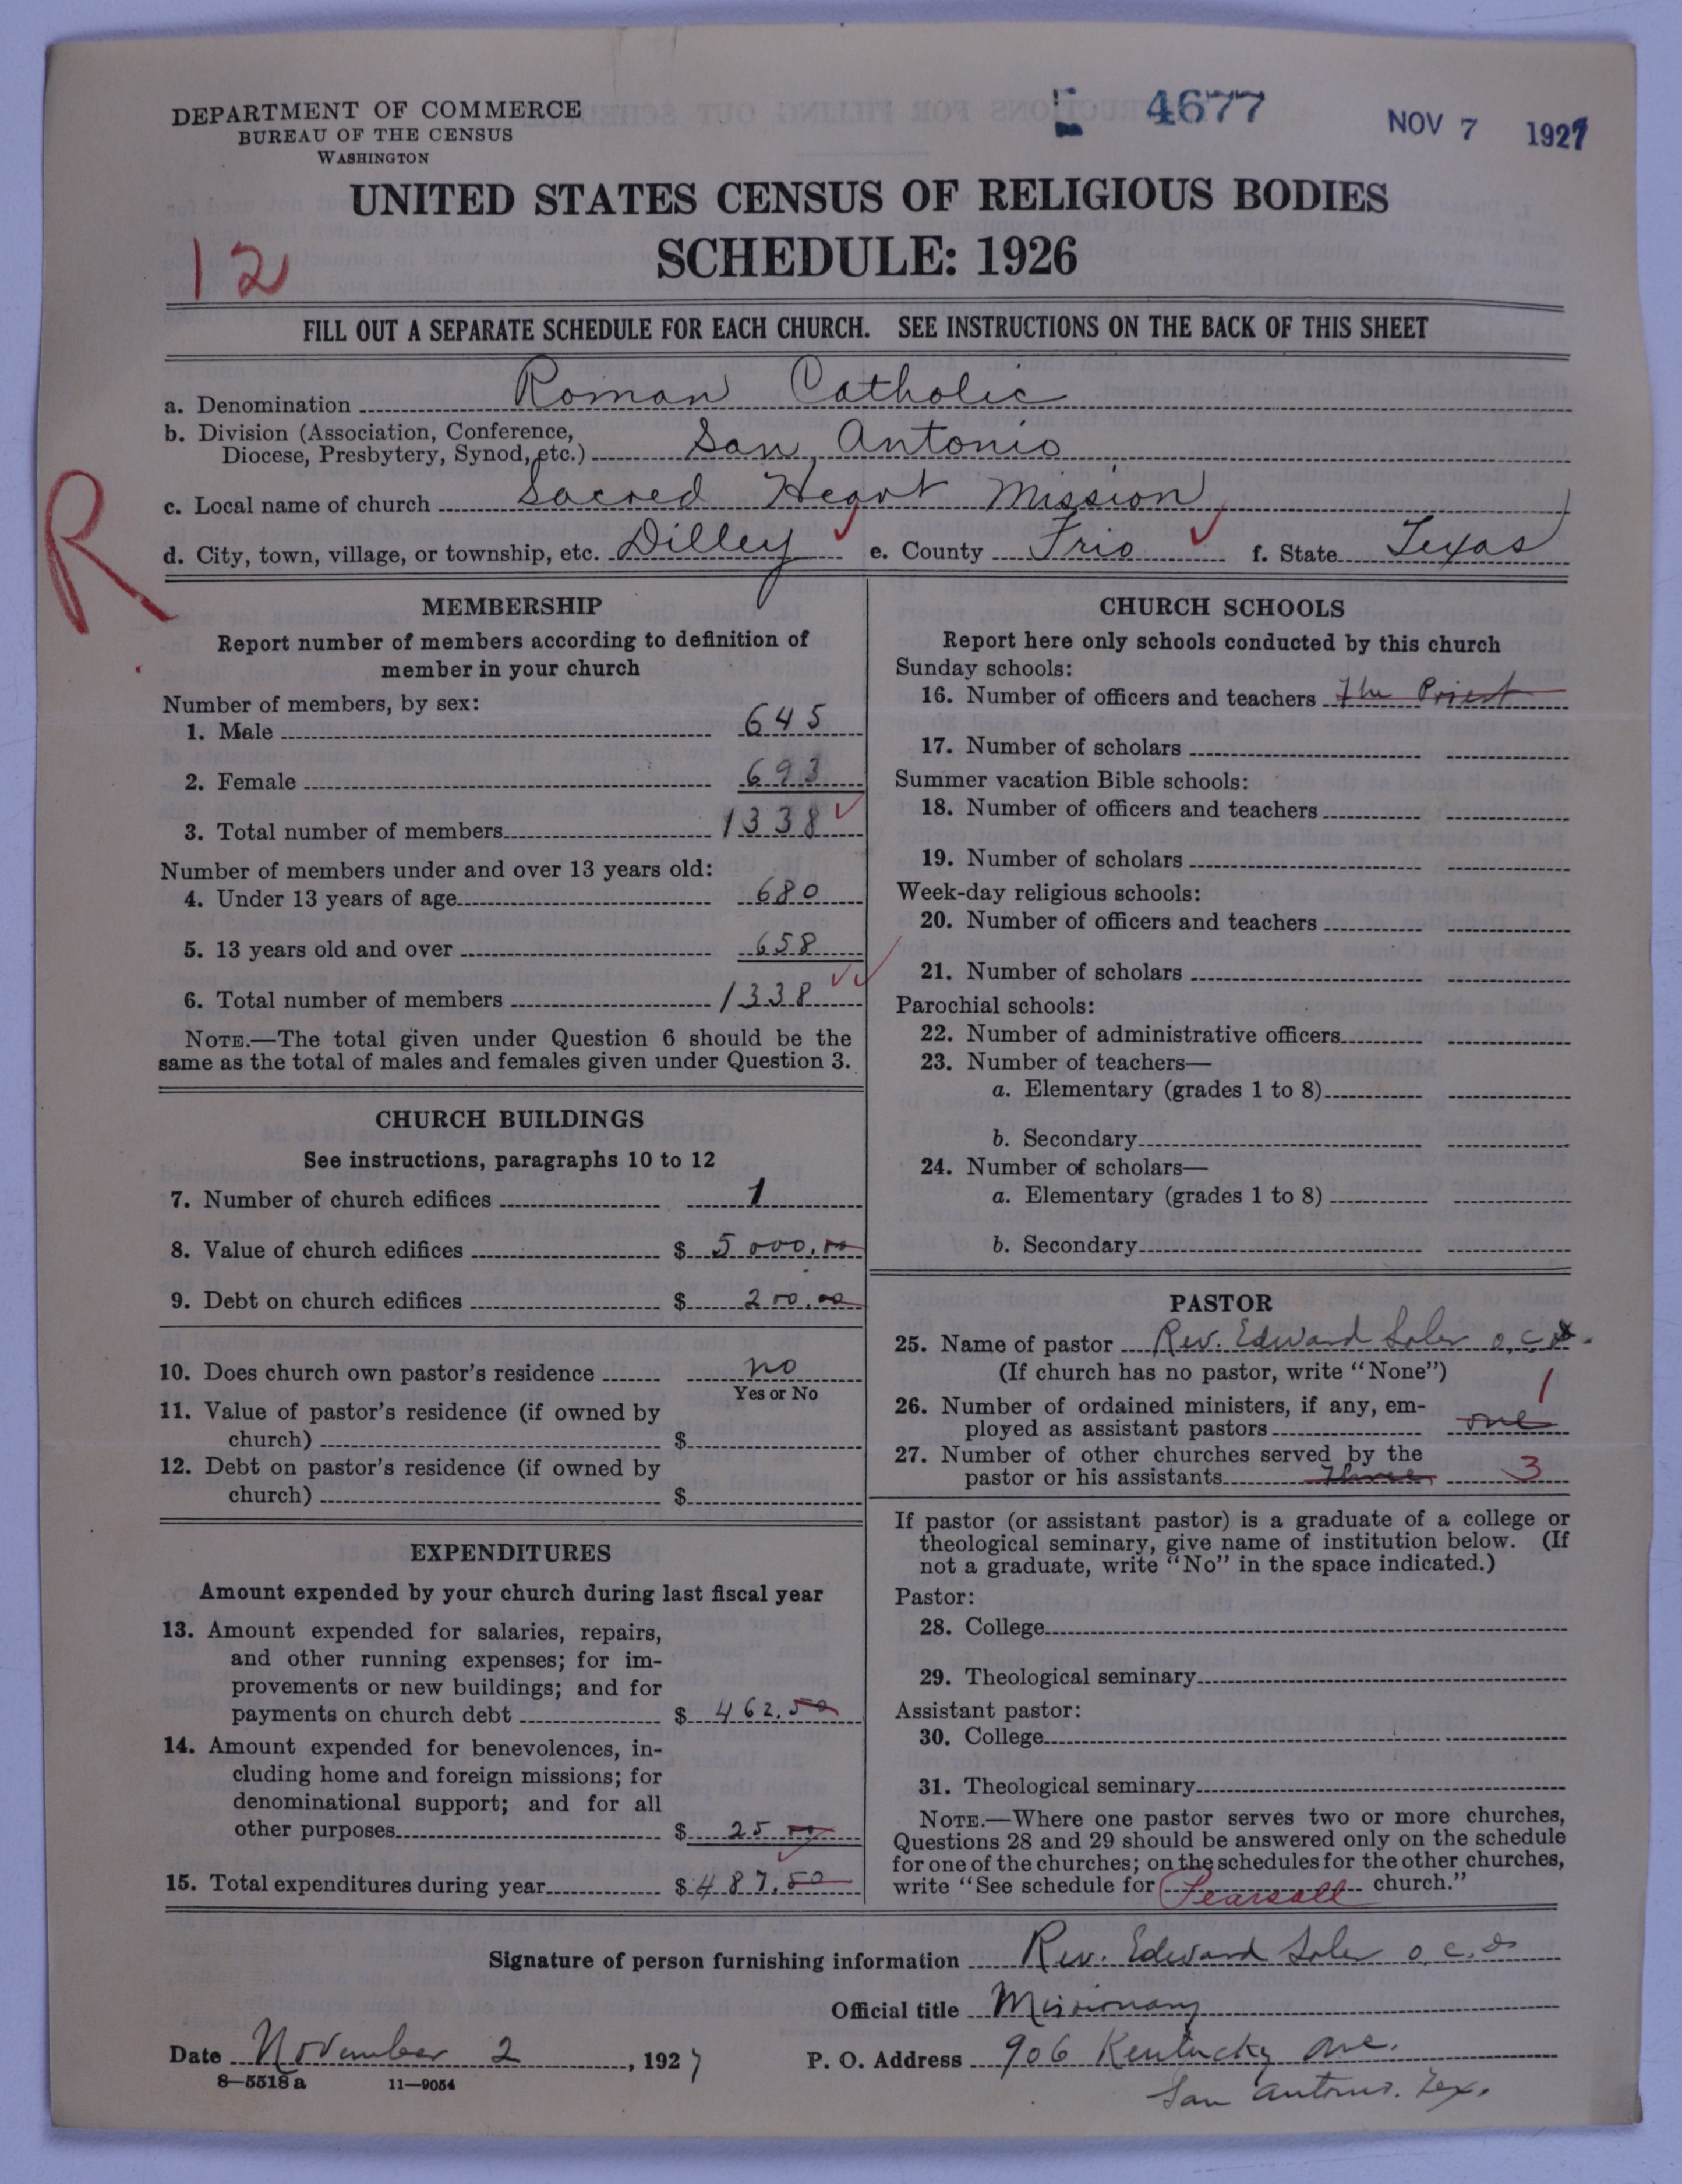 DEPARTMENT OF COMMERCE
BUREAU OF THE CENSUS
WASHINGTON
4677
NOV 7 1927
UNITED STATES CENSUS OF RELIGIOUS BODIES
SCHEDULE: 1926
12
FILL OUT A SEPARATE SCHEDULE FOR EACH CHURCH. SEE INSTRUCTIONS ON THE BACK OF THIS SHEET
R
a. Denomination Roman Catholic
b. Division (Association, Conference,
Diocese, Presbytery, Synod, etc.) San Antonio
c. Local name of church Sacred Heart Mission
d. City, town, village, or township, etc. Dilley e. County Frio f. State Texas
MEMBERSHIP
Report number of members according to definition of
member in your church
Number of members, by sex:
1. Male 645
2. Female 693
3. Total number of members 1338
Number of members under and over 13 years old:
4. Under 13 years of age 680
5. 13 years old and over 658
6. Total number of members 1338
NOTE.—The total given under Question 6 should be the
same as the total of males and females given under Question 3.
CHURCH BUILDINGS
See instructions, paragraphs 10 to 12
7. Number of church edifices 1
8. Value of church edifices $ 5000.00
9. Debt on church edifices $ 200.00
10. Does church own pastor's residence no
Yes or No
11. Value of pastor's residence (if owned by
church) $
12. Debt on pastor's residence (if owned by
church) $
EXPENDITURES
Amount expended by your church during last fiscal year
13. Amount expended for salaries, repairs,
and other running expenses; for im-
provements or new buildings; and for
payments on church debt $ 462.50
14. Amount expended for benevolences, in-
cluding home and foreign missions; for
denominational support; and for all
other purposes $ 25 00
15. Total expenditures during year $ 487.50
CHURCH SCHOOLS
Report here only schools conducted by this church
Sunday schools:
16. Number of officers and teachers The Priest
17. Number of scholars
Summer vacation Bible schools:
18. Number of officers and teachers
19. Number of scholars
Week-day religious schools:
20. Number of officers and teachers
21. Number of scholars
Parochial schools:
22. Number of administrative officers
23. Number of teachers—
a. Elementary (grades 1 to 8)
b. Secondary
24. Number of scholars—
a. Elementary (grades 1 to 8)
b. Secondary
PASTOR
25. Name of pastor Rev. Edward Soler o.c.d.
(If church has no pastor, write "None")
26. Number of ordained ministers, if any, em-
ployed as assistant pastors one 1
27. Number of other churches served by the
pastor or his assistants three 3
If pastor (or assistant pastor) is a graduate of a college or
theological seminary, give name of institution below. (If
not a graduate, write "No" in the space indicated.)
Pastor:
28. College
29. Theological seminary
Assistant pastor:
30. College
31. Theological seminary
NOTE.—Where one pastor serves two or more churches,
Questions 28 and 29 should be answered only on the schedule
for one of the churches; on the schedules for the other churches,
write "See schedule for Pearsall church."
Signature of person furnishing information Rev. Edward Soler o.c.d
Official title Missionary
Date November 2, 1927 P. O. Address 906 Kentucky ave.
San Antonio. Tex.
8—5518 a 11—9054